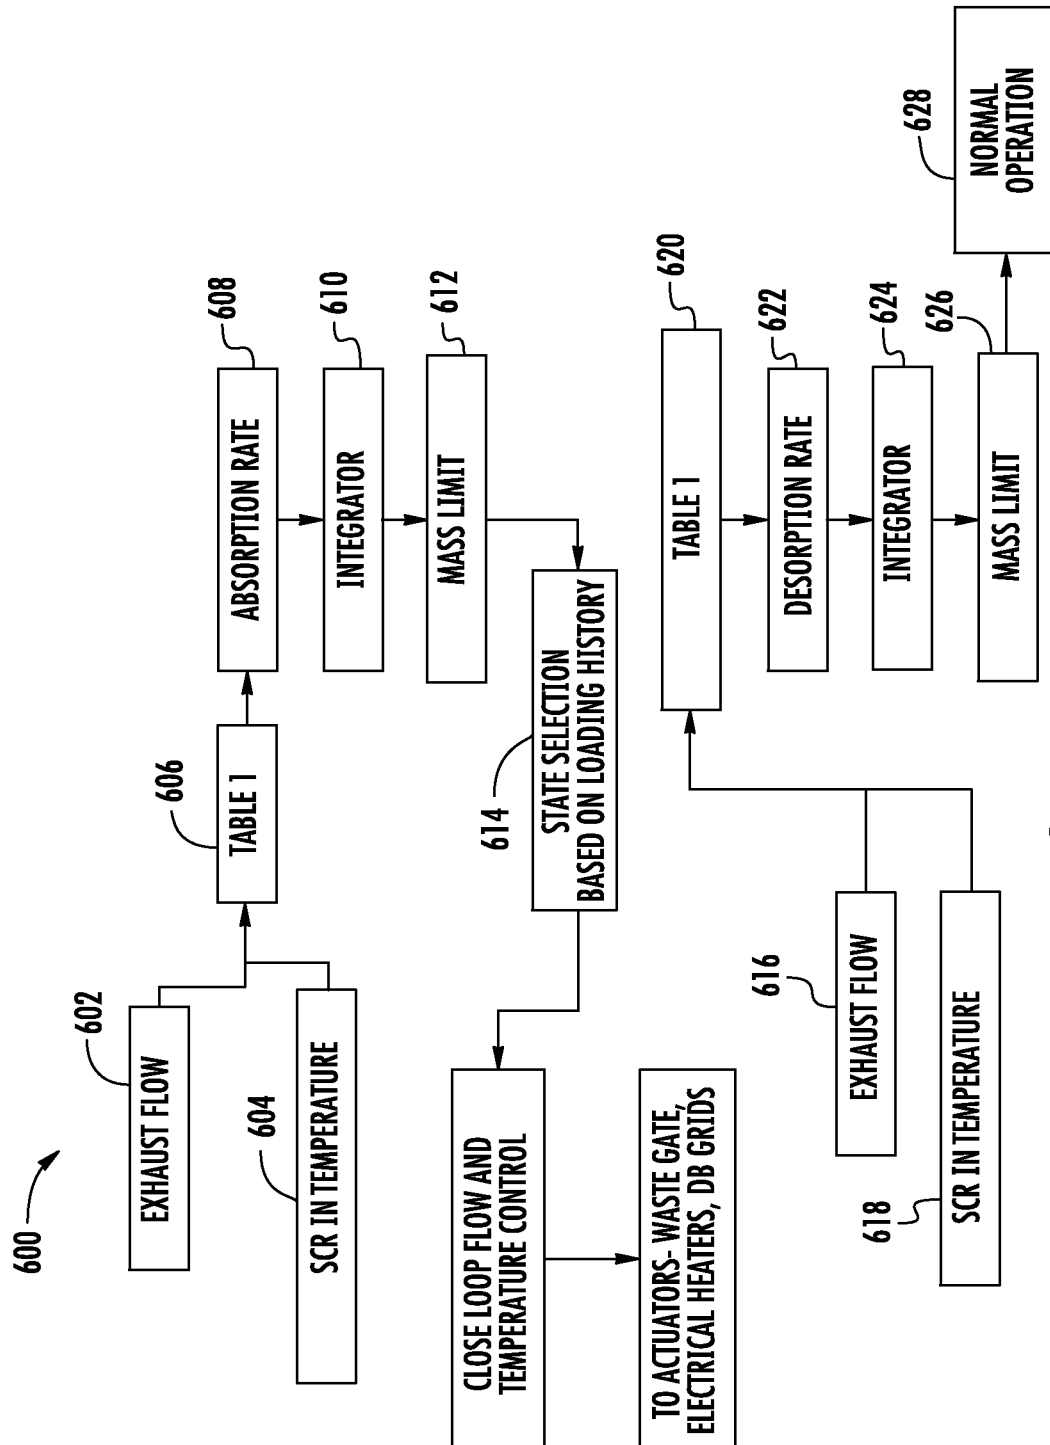 600
602
EXHAUST FLOW
604
SCR IN TEMPERATURE
606
TABLE 1
608
ABSORPTION RATE
610
INTEGRATOR
612
MASS LIMIT
614
STATE SELECTION
BASED ON LOADING HISTORY
CLOSE LOOP FLOW AND
TEMPERATURE CONTROL
TO ACTUATORS- WASTE GATE,
ELECTRICAL HEATERS, DB GRIDS
616
EXHAUST FLOW
618
SCR IN TEMPERATURE
620
TABLE 1
622
DESORPTION RATE
624
INTEGRATOR
626
MASS LIMIT
628
NORMAL
OPERATION